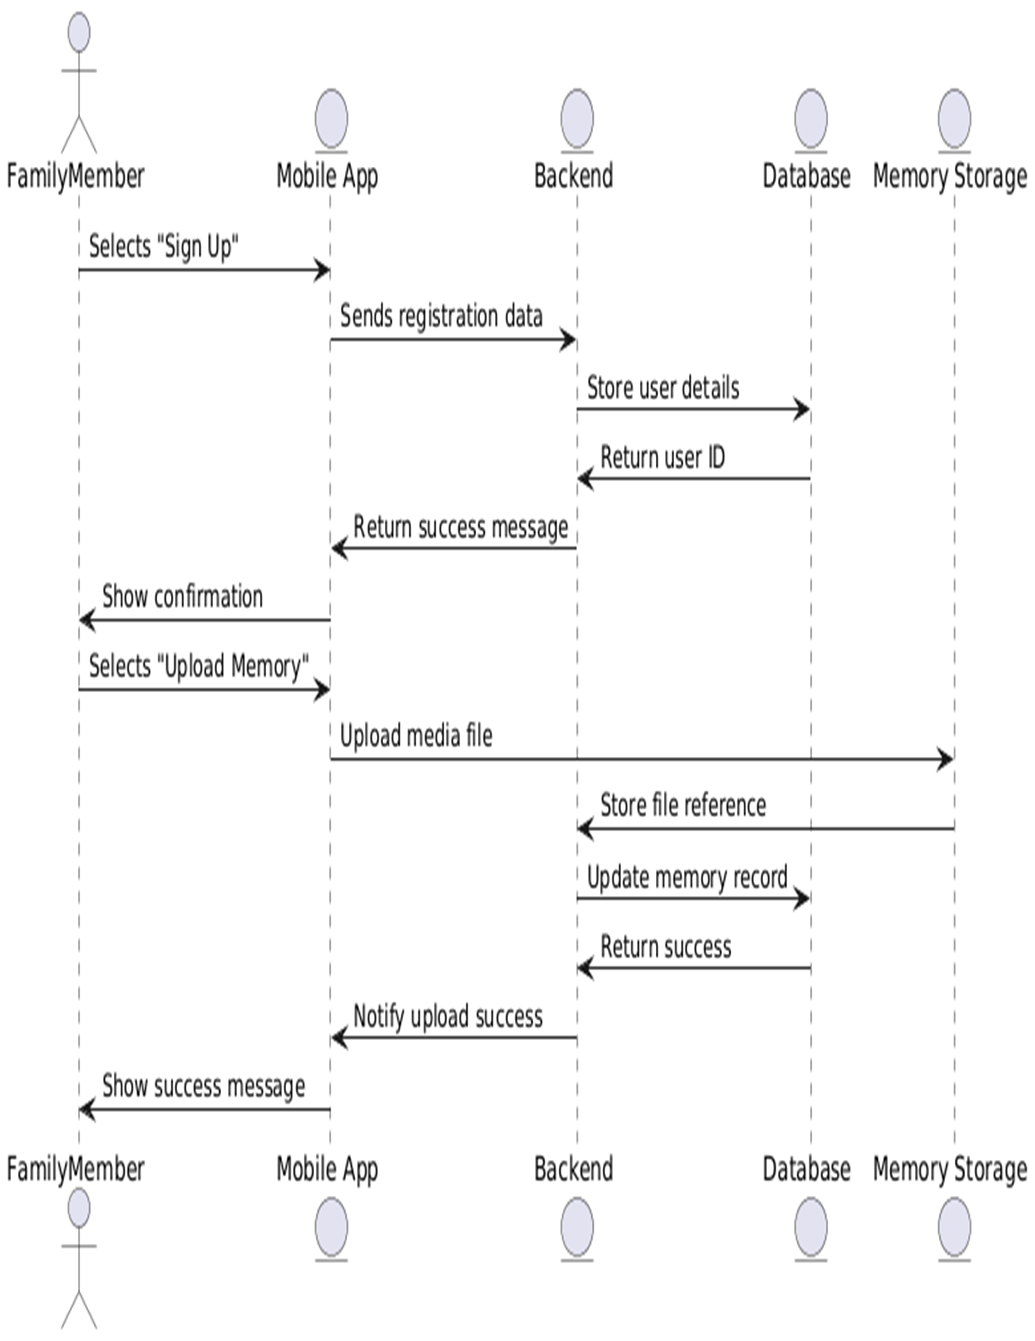 FamilyMember
Mobile App
Backend
Database
Memory Storage
Selects "Sign Up"
Sends registration data
Store user details
Return user ID
Return success message
Show confirmation
Selects "Upload Memory"
Upload media file
Store file reference
Update memory record
Return success
Notify upload success
Show success message
FamilyMember
Mobile App
Backend
Database
Memory Storage